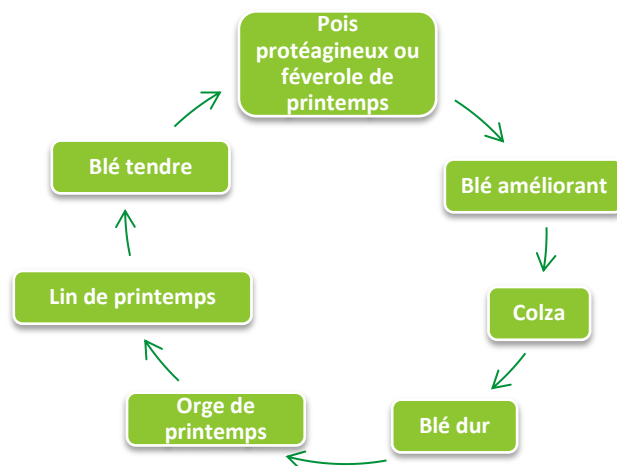 Pois
protéagineux ou
féverole de
printemps
Blé améliorant
Colza
Blé dur
Orge de
printemps
Lin de printemps
Blé tendre